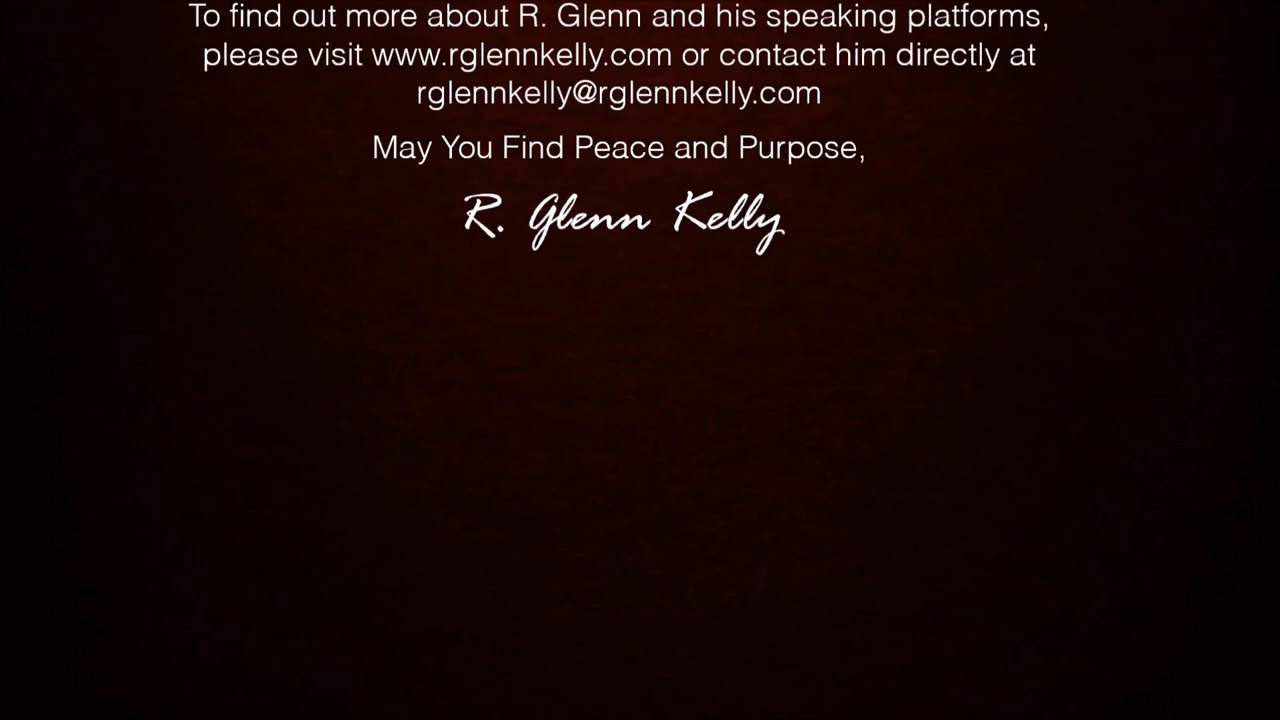 To find out more about R. Glenn and his speaking platforms,
please visit www.rglennkelly.com or contact him directly at
rglennkelly@rglennkelly.com
May You Find Peace and Purpose,
R. Glenn Kelly